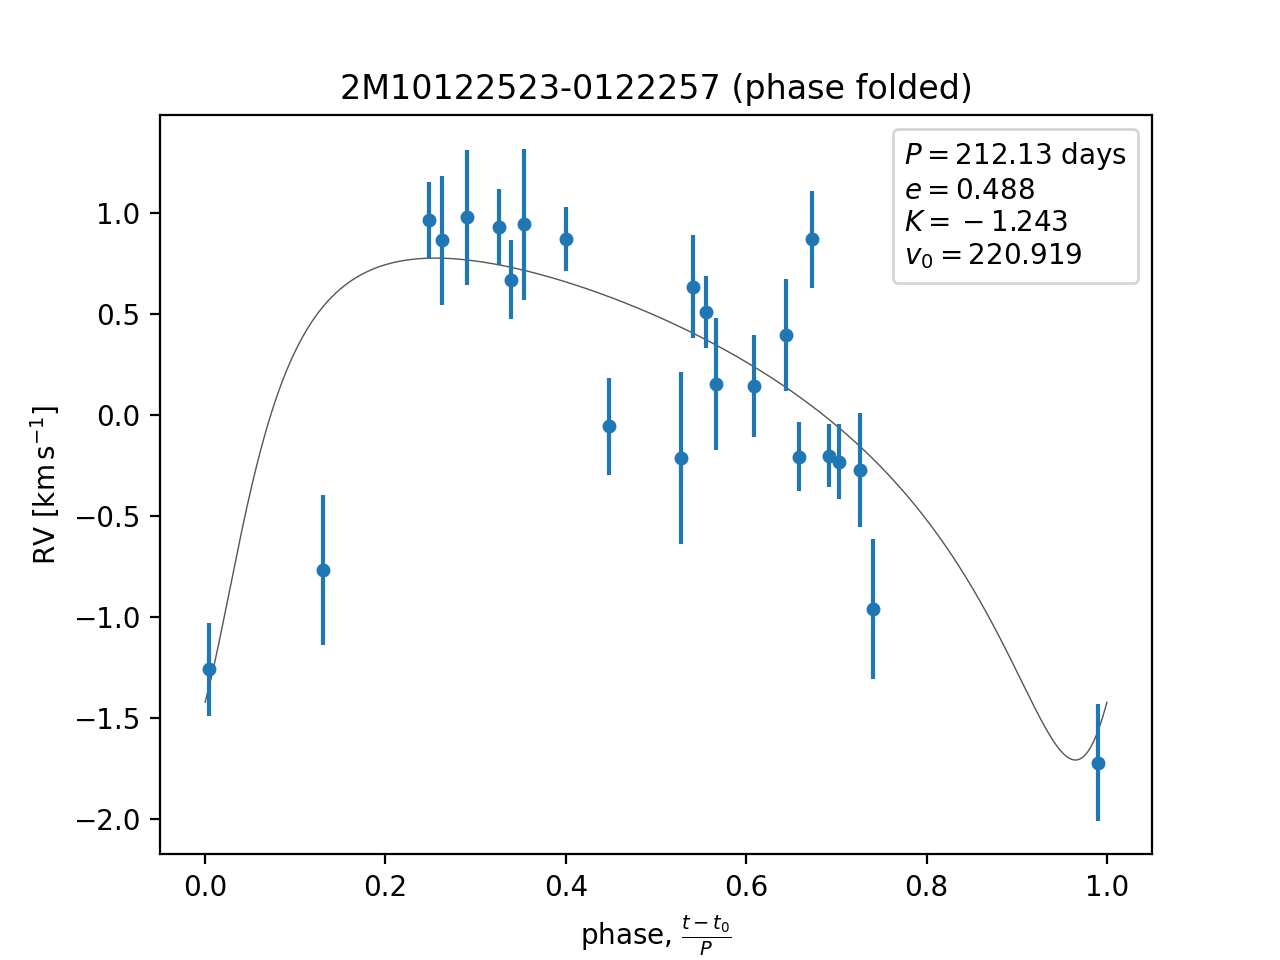 2M10122523-0122257 (phase folded)
P = 212.13 days
e = 0.488
K = −1.243
v₀ = 220.919
1.0
0.5
0.0
−0.5
−1.0
−1.5
−2.0
RV [km s⁻¹]
0.0 0.2 0.4 0.6 0.8 1.0
phase, (t − t₀)/P